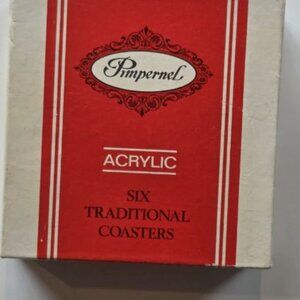 Pimpernel
ACRYLIC
SIX
TRADITIONAL
COASTERS